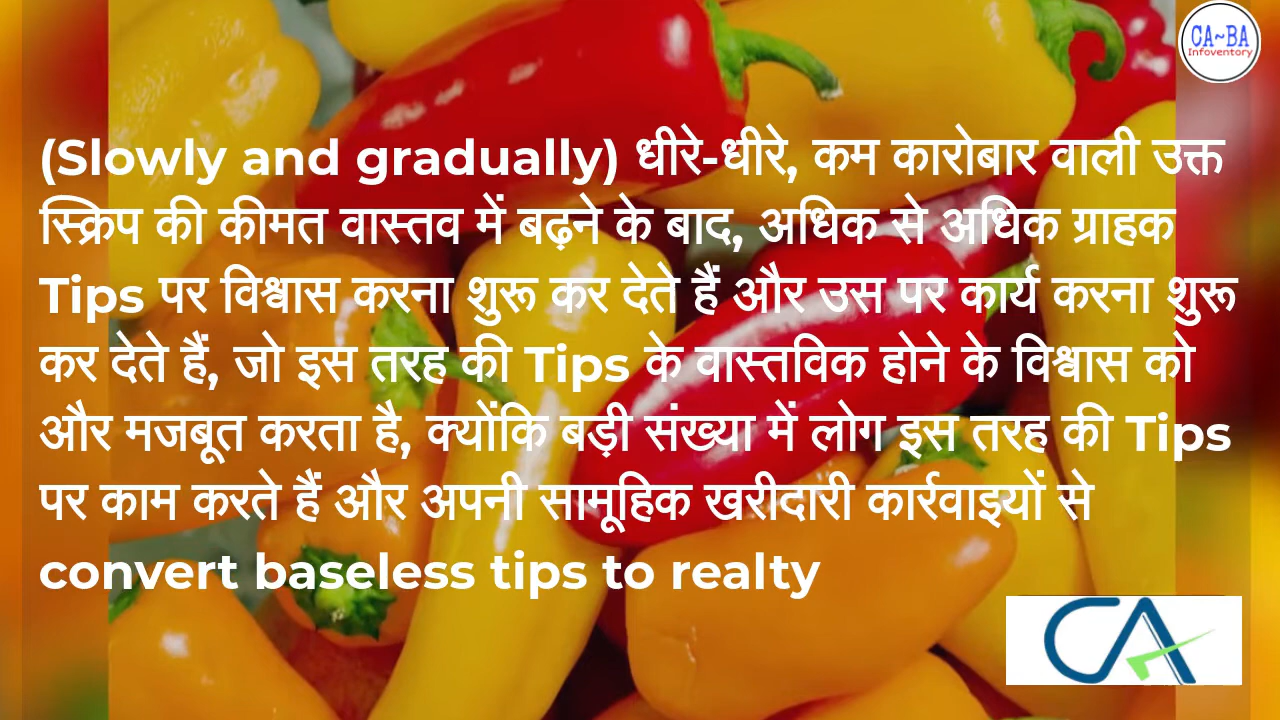 CA~BA
Infoventory
(Slowly and gradually) धीरे-धीरे, कम कारोबार वाली उक्त
स्क्रिप की कीमत वास्तव में बढ़ने के बाद, अधिक से अधिक ग्राहक
Tips पर विश्वास करना शुरू कर देते हैं और उस पर कार्य करना शुरू
कर देते हैं, जो इस तरह की Tips के वास्तविक होने के विश्वास को
और मजबूत करता है, क्योंकि बड़ी संख्या में लोग इस तरह की Tips
पर काम करते हैं और अपनी सामूहिक खरीदारी कार्रवाइयों से
convert baseless tips to realty
CA